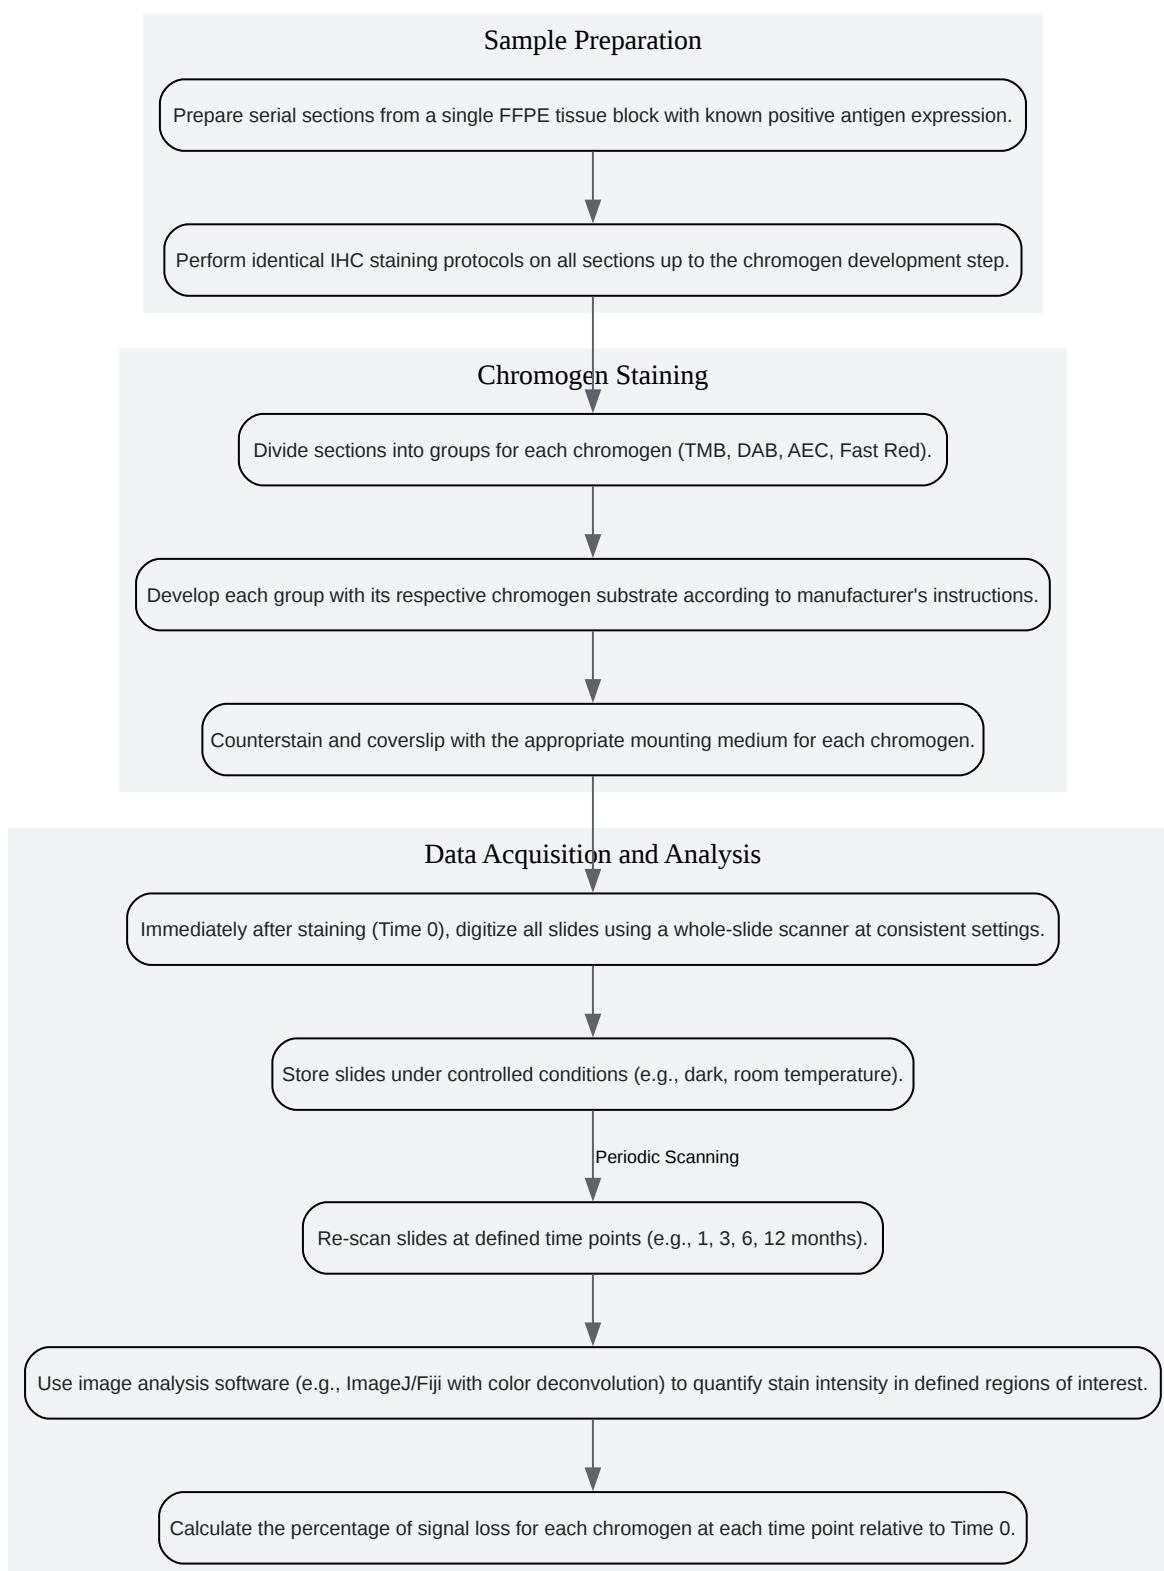 Sample Preparation
Prepare serial sections from a single FFPE tissue block with known positive antigen expression.
Perform identical IHC staining protocols on all sections up to the chromogen development step.
Chromogen Staining
Divide sections into groups for each chromogen (TMB, DAB, AEC, Fast Red).
Develop each group with its respective chromogen substrate according to manufacturer's instructions.
Counterstain and coverslip with the appropriate mounting medium for each chromogen.
Data Acquisition and Analysis
Immediately after staining (Time 0), digitize all slides using a whole-slide scanner at consistent settings.
Store slides under controlled conditions (e.g., dark, room temperature).
Periodic Scanning
Re-scan slides at defined time points (e.g., 1, 3, 6, 12 months).
Use image analysis software (e.g., ImageJ/Fiji with color deconvolution) to quantify stain intensity in defined regions of interest.
Calculate the percentage of signal loss for each chromogen at each time point relative to Time 0.